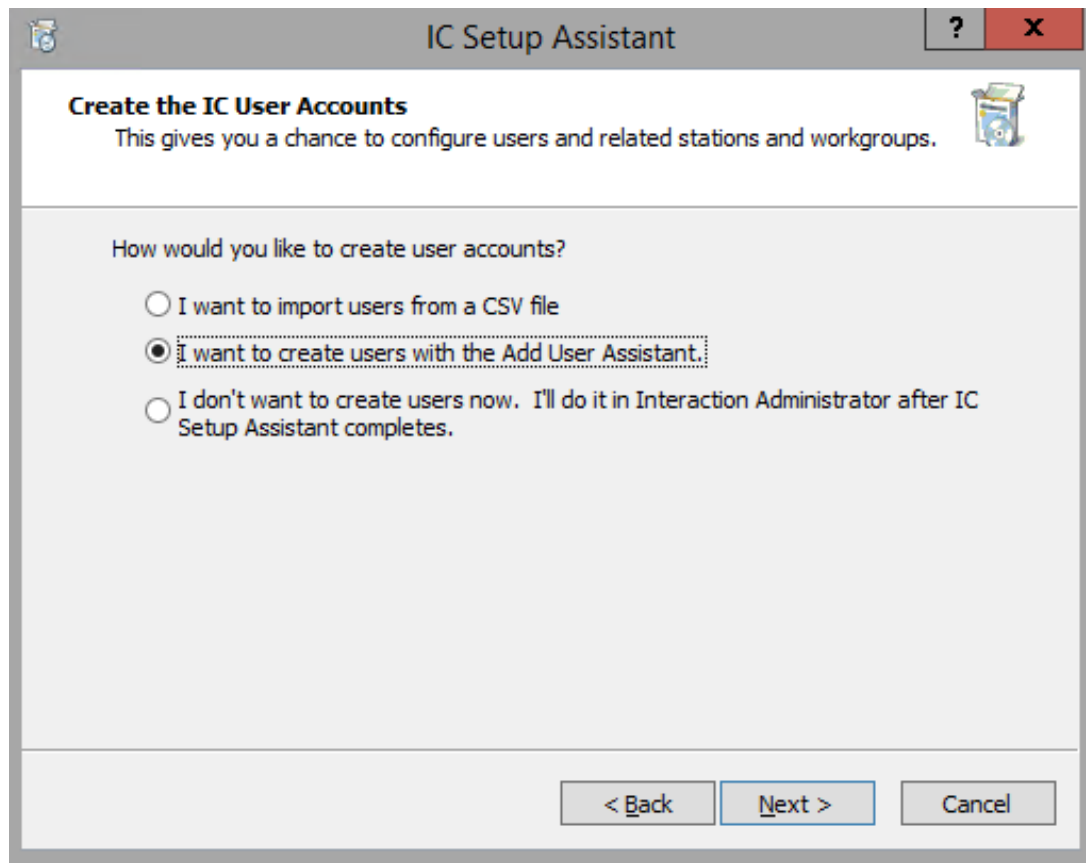 IC Setup Assistant
?
x
Create the IC User Accounts
This gives you a chance to configure users and related stations and workgroups.
How would you like to create user accounts?
I want to import users from a CSV file
I want to create users with the Add User Assistant.
I don't want to create users now.  I'll do it in Interaction Administrator after IC
Setup Assistant completes.
< Back
Next >
Cancel